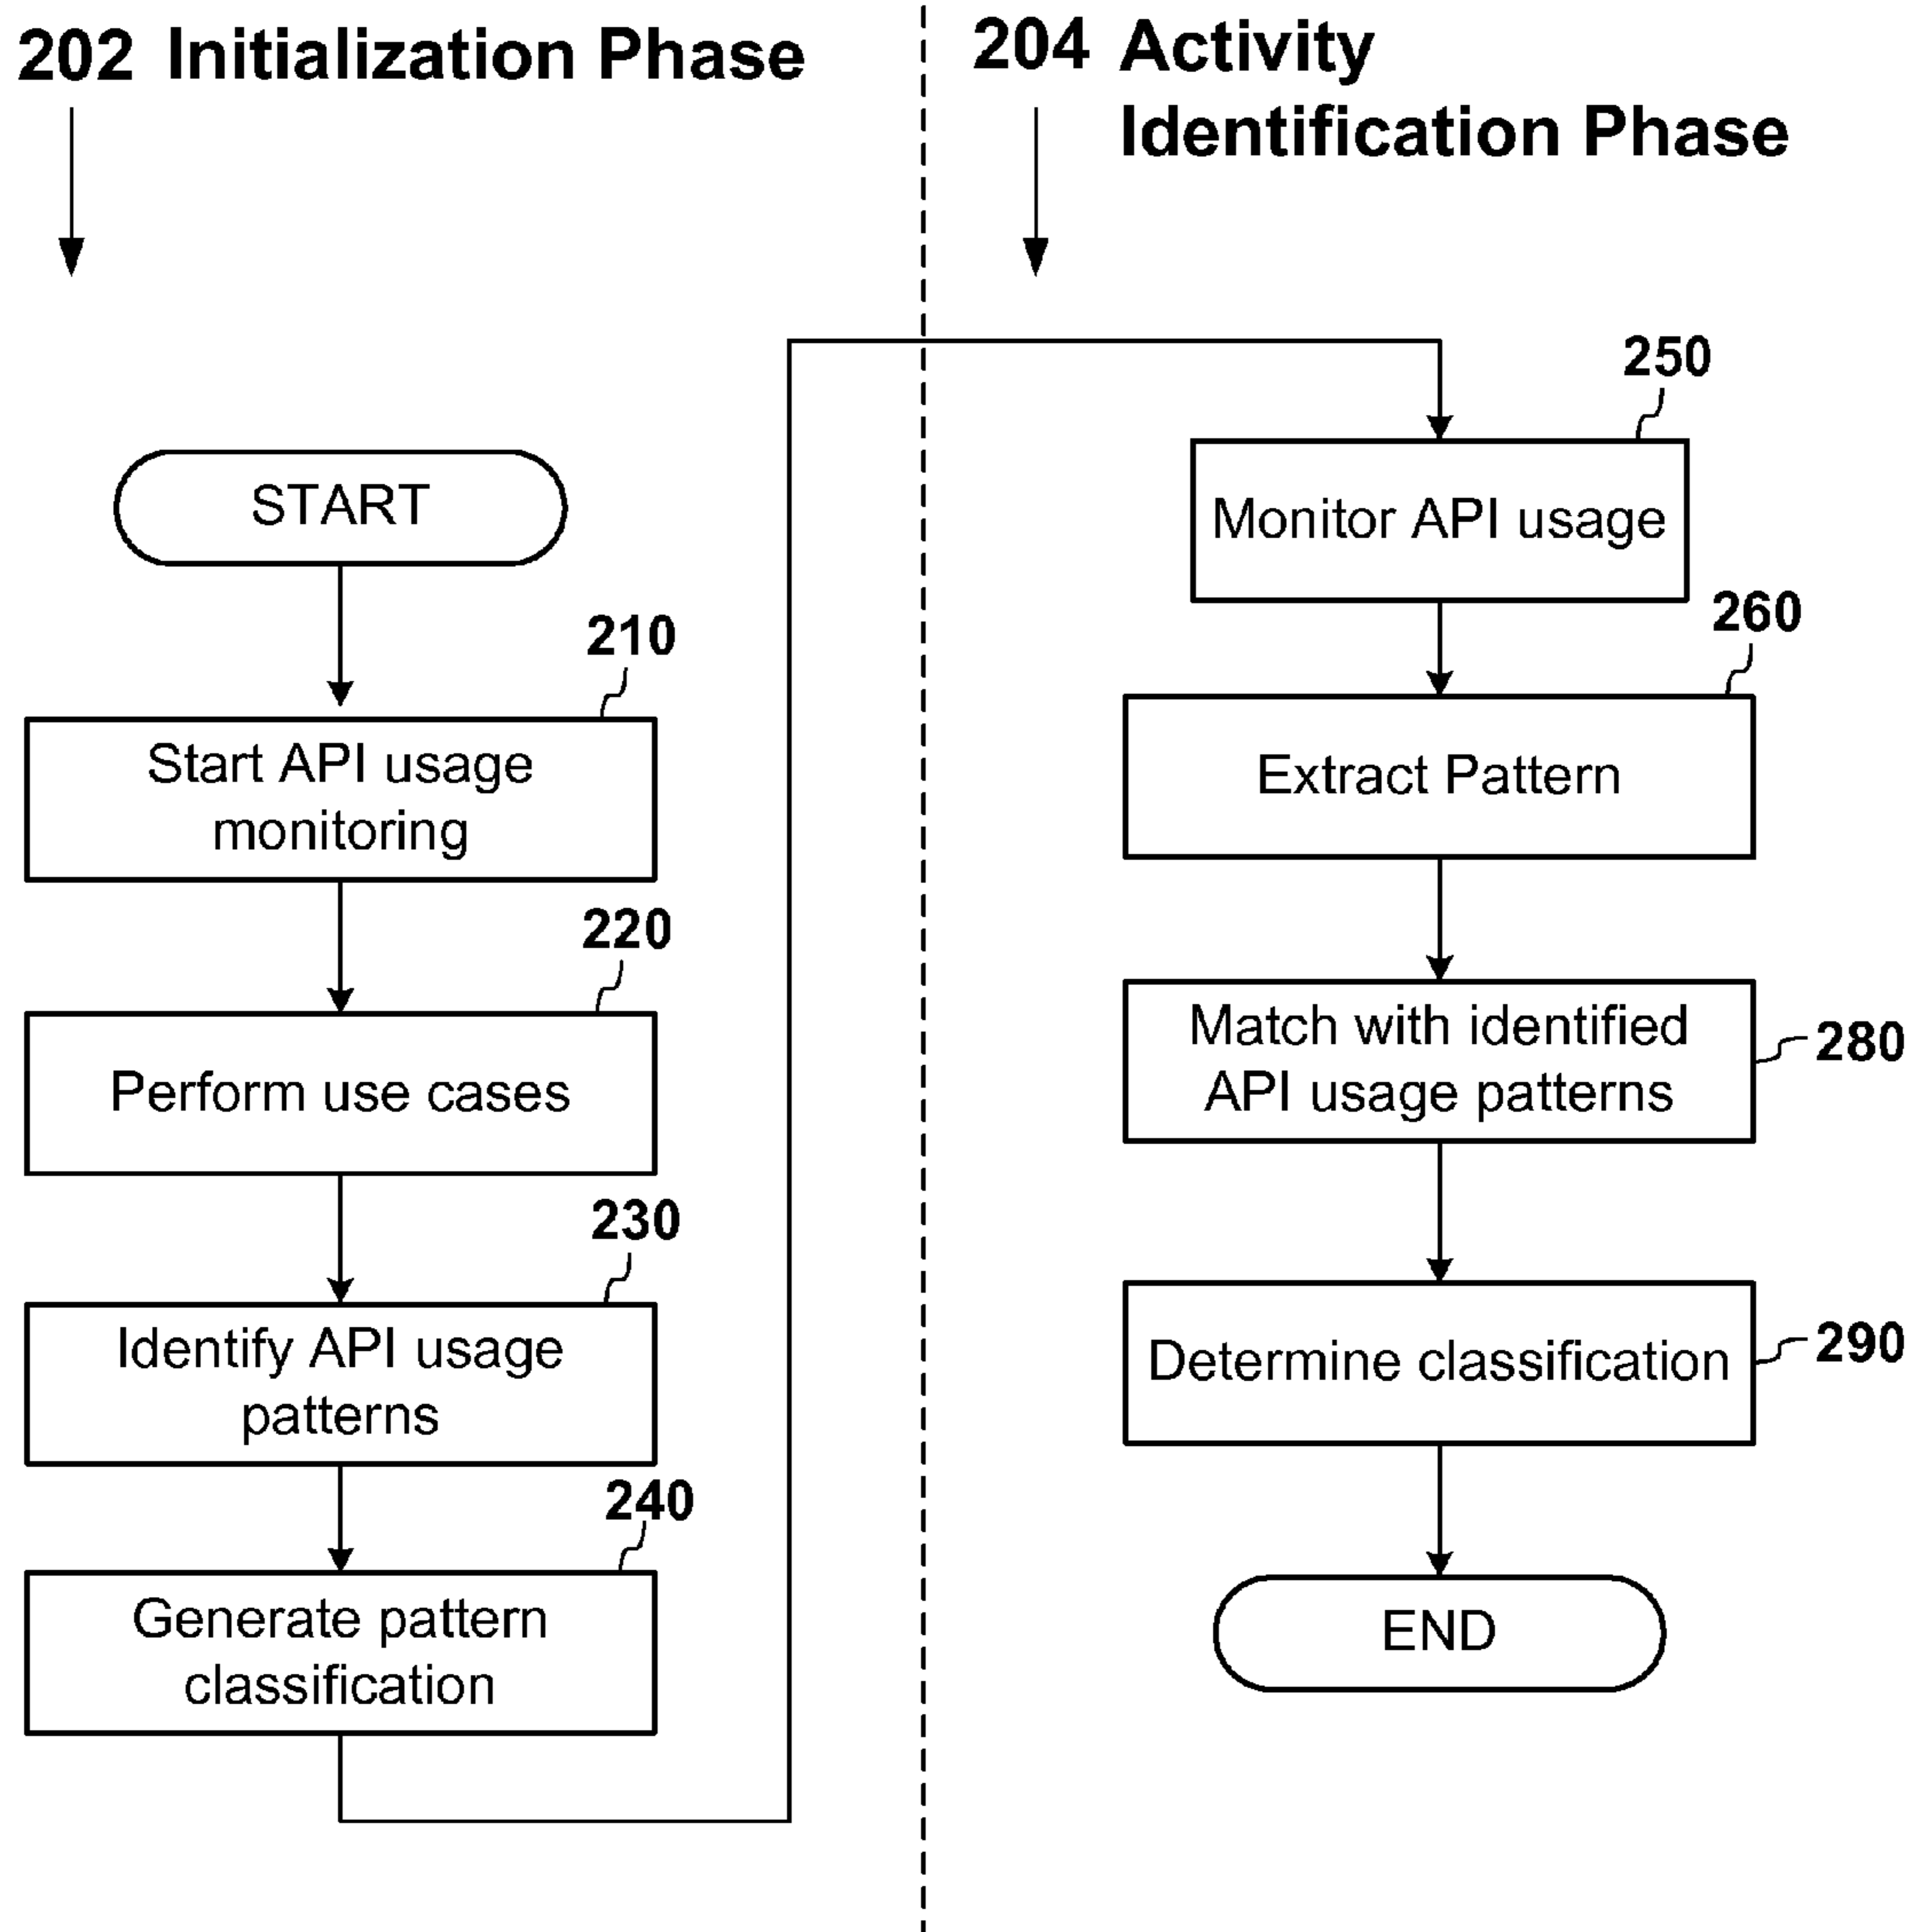 202 Initialization Phase
START
210
Start API usage
monitoring
220
Perform use cases
230
Identify API usage
patterns
240
Generate pattern
classification
204 Activity
Identification Phase
250
Monitor API usage
260
Extract Pattern
Match with identified
API usage patterns
280
Determine classification
290
END